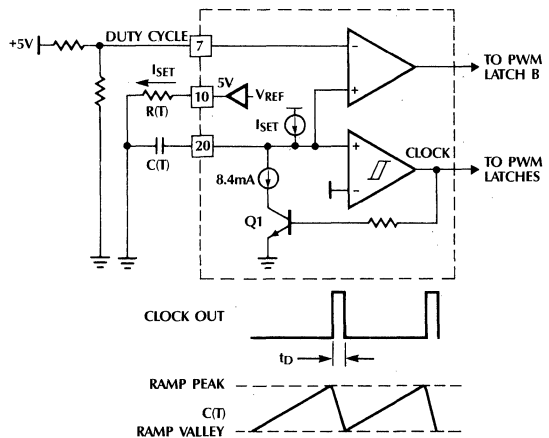 +5V
DUTY CYCLE
7
-
+
TO PWM
LATCH B
ISET
5V
10
VREF
R(T)
ISET
20
C(T)
+
-
CLOCK
TO PWM
LATCHES
8.4mA
Q1
CLOCK OUT
tD
RAMP PEAK
C(T)
RAMP VALLEY